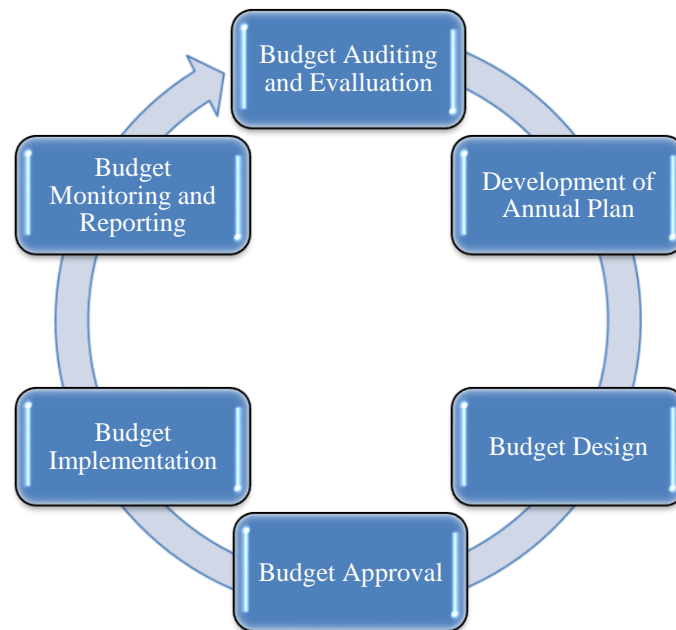 Budget Auditing
and Evalluation
Development of
Annual Plan
Budget Design
Budget Approval
Budget
Implementation
Budget
Monitoring and
Reporting